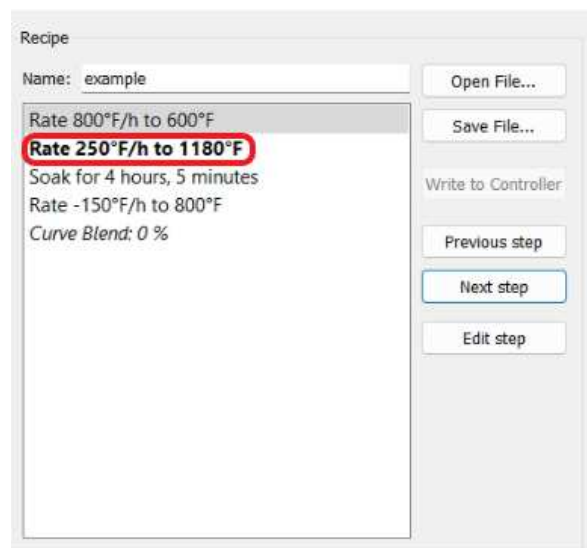 Recipe
Name: example
Open File...
Rate 800°F/h to 600°F
Save File...
Rate 250°F/h to 1180°F
Soak for 4 hours, 5 minutes
Write to Controller
Rate -150°F/h to 800°F
Curve Blend: 0 %
Previous step
Next step
Edit step